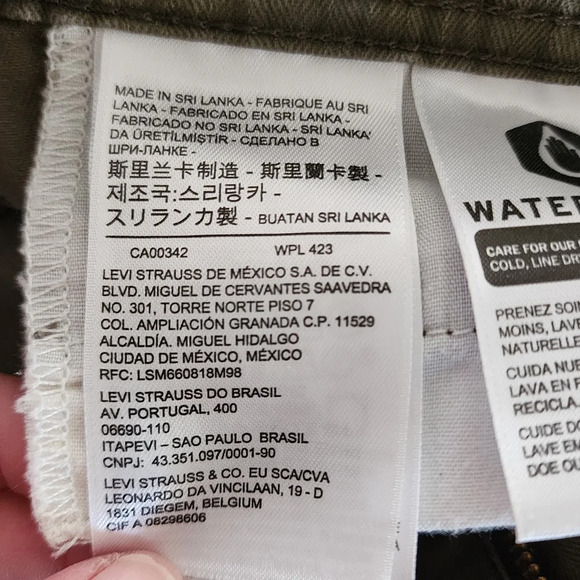 MADE IN SRI LANKA - FABRIQUE AU SRI
LANKA - FABRICADO EN SRI LANKA -
FABRICADO NO SRI LANKA - SRI LANKA'
DA ÜRETİLMİŞTİR - СДЕЛАНО В
ШРИ-ЛАНКЕ -
斯里兰卡制造 - 斯里蘭卡製 -
제조국:스리랑카 -
スリランカ製 - BUATAN SRI LANKA
CA00342 WPL 423
LEVI STRAUSS DE MÉXICO S.A. DE C.V.
BLVD. MIGUEL DE CERVANTES SAAVEDRA
NO. 301, TORRE NORTE PISO 7
COL. AMPLIACIÓN GRANADA C.P. 11529
ALCALDÍA. MIGUEL HIDALGO
CIUDAD DE MÉXICO, MÉXICO
RFC: LSM660818M98
LEVI STRAUSS DO BRASIL
AV. PORTUGAL, 400
06690-110
ITAPEVI – SAO PAULO BRASIL
CNPJ: 43.351.097/0001-90
LEVI STRAUSS & CO. EU SCA/CVA
LEONARDO DA VINCILAAN, 19 - D
1831 DIEGEM, BELGIUM
CIF A 08298606
WATE
CARE FOR OUR
COLD, LINE DR
PRENEZ SOI
MOINS, LAV
NATURELLE
CUIDA NUE
LAVA EN F
RECICLA.
CUIDE DO
LAVE EM
DOE OU